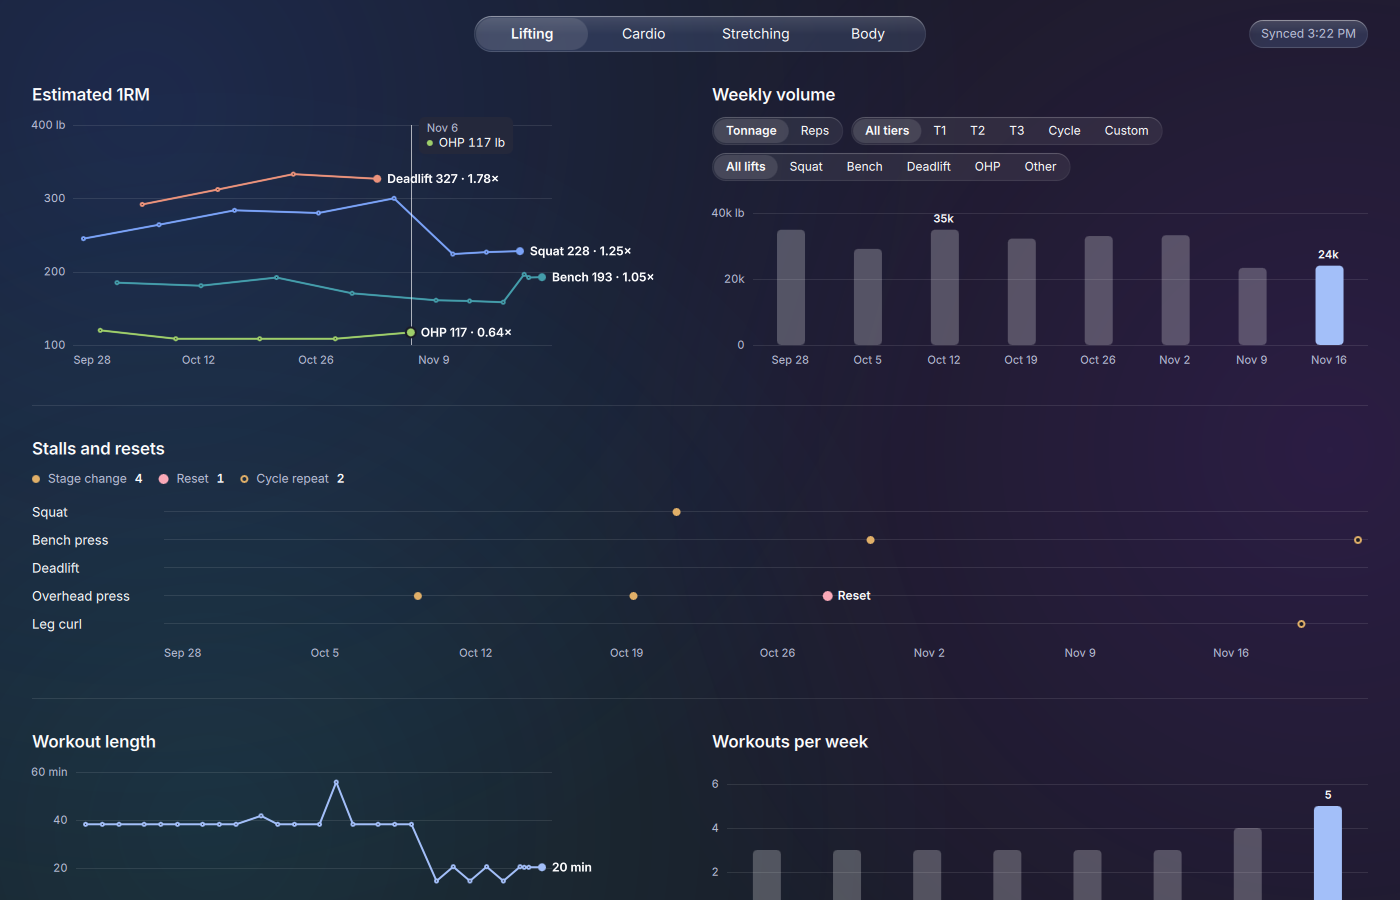 Lifting Cardio Stretching Body
Synced 3:22 PM
Estimated 1RM
400 lb
300
200
100
Nov 6
OHP 117 lb
Deadlift 327 · 1.78×
Squat 228 · 1.25×
Bench 193 · 1.05×
OHP 117 · 0.64×
Sep 28 Oct 12 Oct 26 Nov 9
Weekly volume
Tonnage Reps All tiers T1 T2 T3 Cycle Custom
All lifts Squat Bench Deadlift OHP Other
40k lb
20k
0
35k
24k
Sep 28 Oct 5 Oct 12 Oct 19 Oct 26 Nov 2 Nov 9 Nov 16
Stalls and resets
Stage change 4 Reset 1 Cycle repeat 2
Squat
Bench press
Deadlift
Overhead press
Reset
Leg curl
Sep 28 Oct 5 Oct 12 Oct 19 Oct 26 Nov 2 Nov 9 Nov 16
Workout length
60 min
40
20
20 min
Workouts per week
6
4
2
5